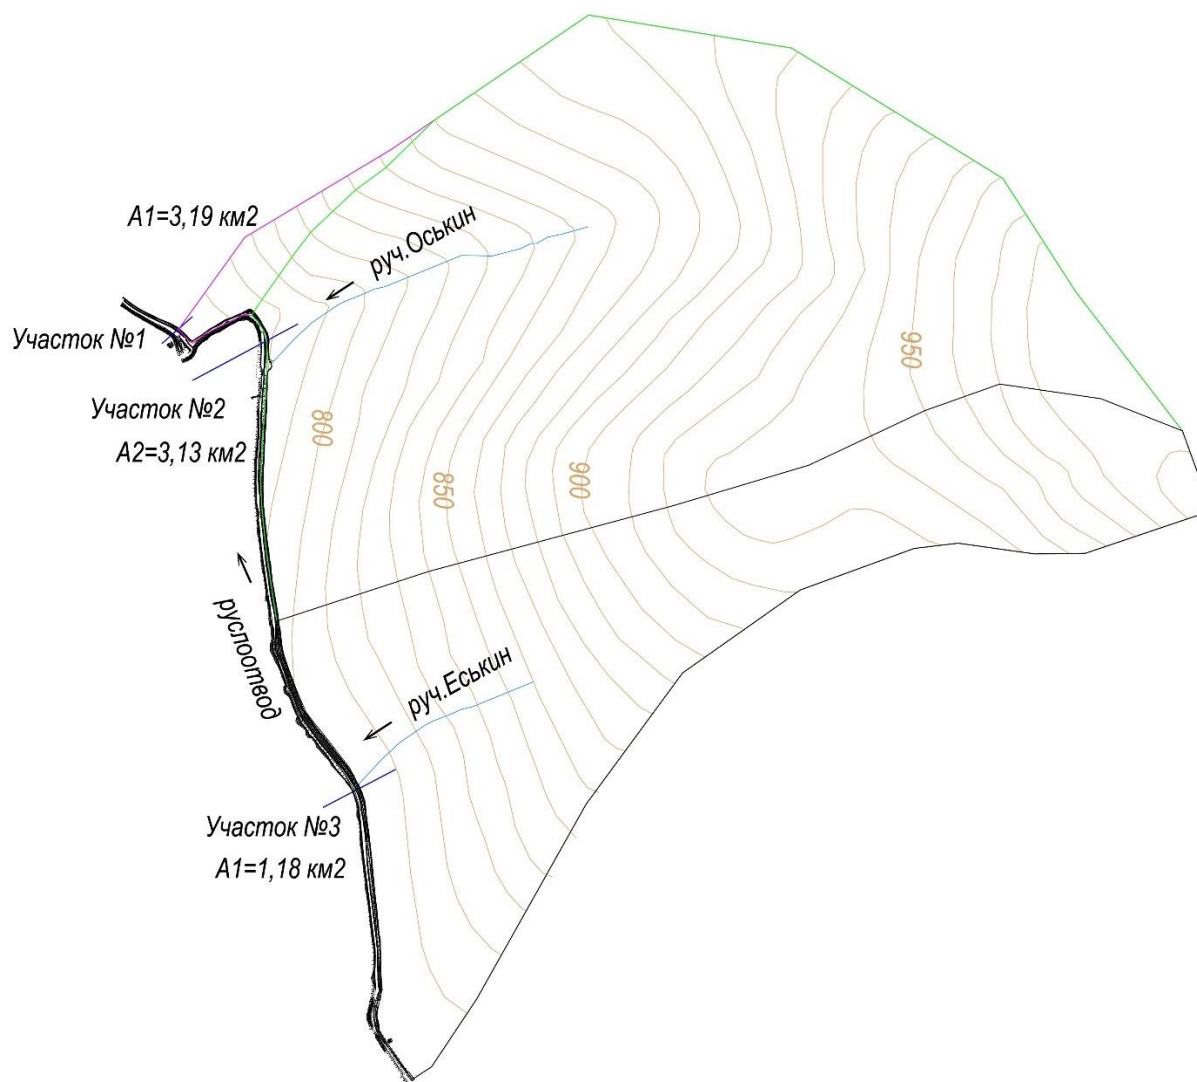 A1=3,19 км2
руч.Оськин
Участок №1
Участок №2
A2=3,13 км2
800
850
900
950
руслоотвод
руч.Еськин
Участок №3
A1=1,18 км2